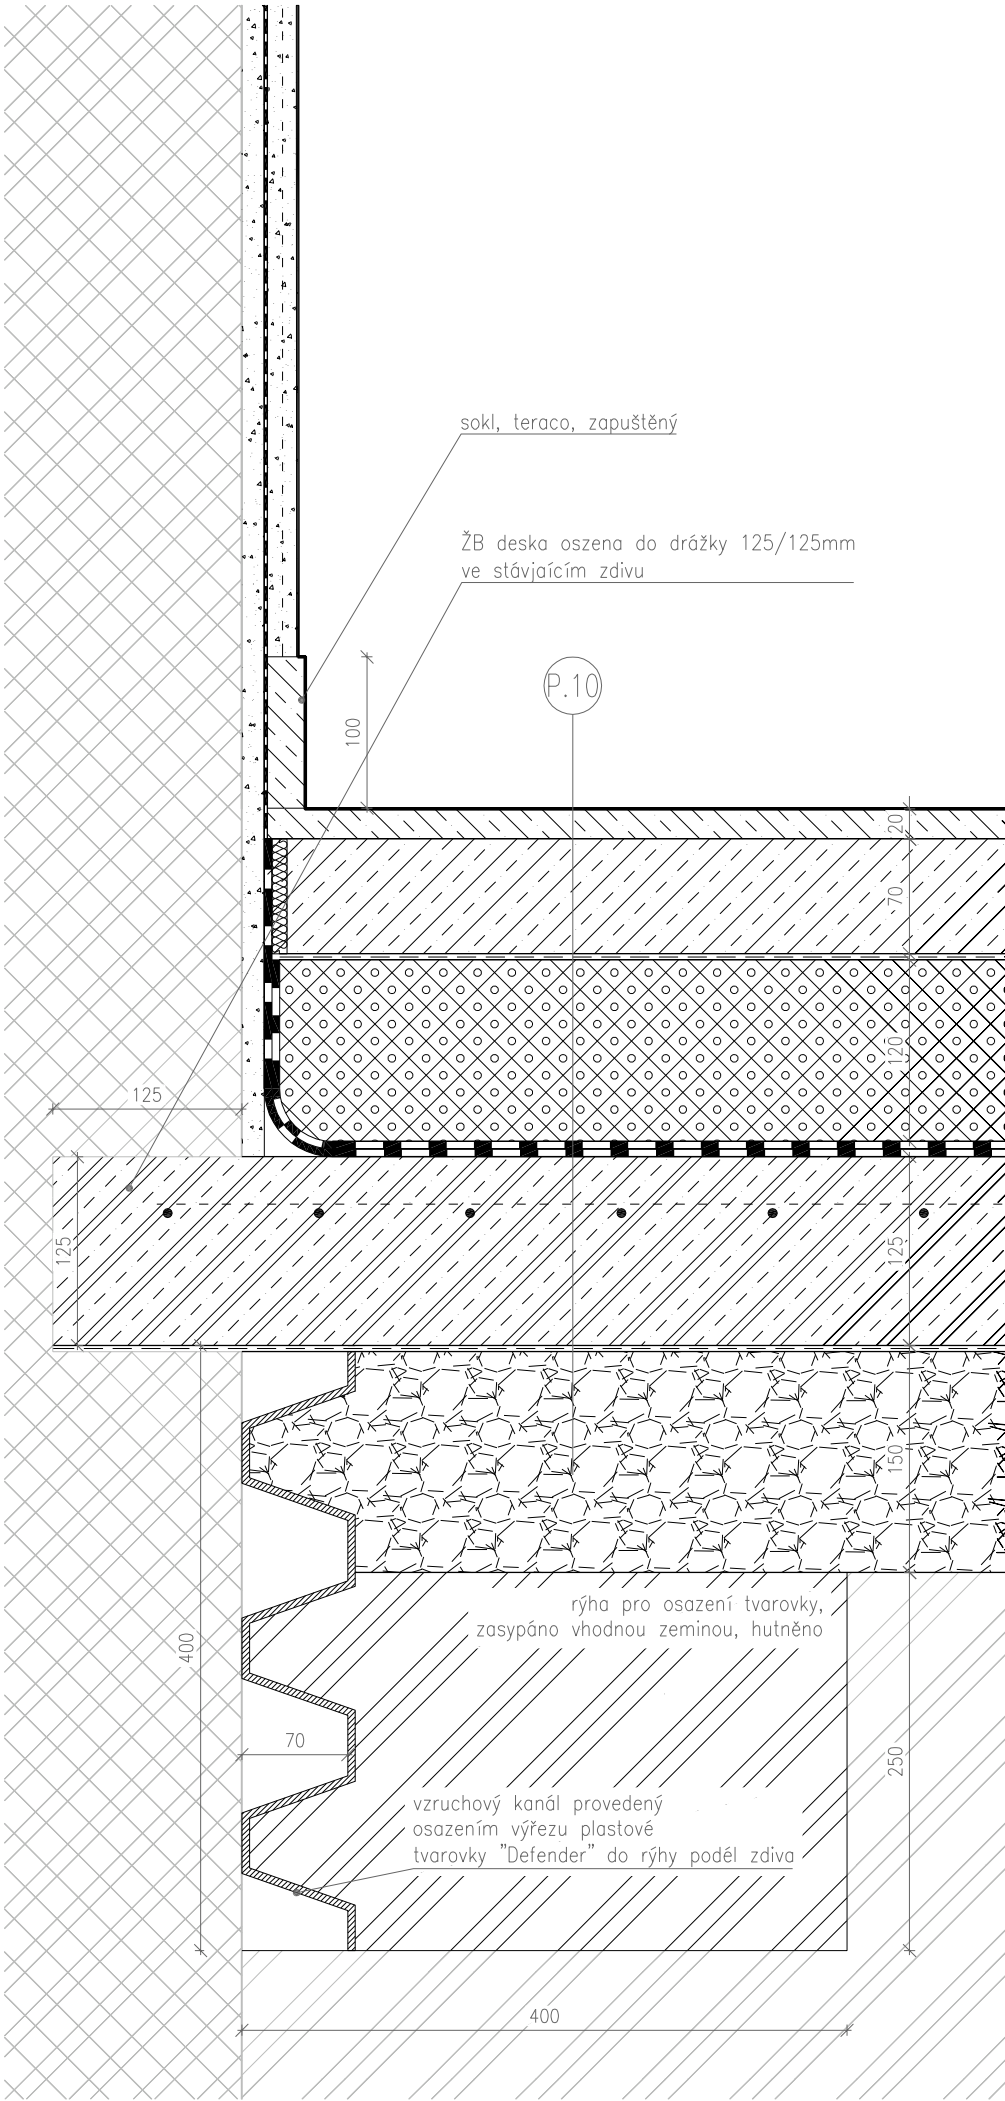 sokl, teraco, zapuštěný
ŽB deska oszena do drážky 125/125mm
ve stávjaícím zdivu
P.10
100
20
70
120
125
125
125
150
rýha pro osazení tvarovky,
zasypáno vhodnou zeminou, hutněno
400
70
250
vzruchový kanál provedený
osazením výřezu plastové
tvarovky "Defender" do rýhy podél zdiva
400